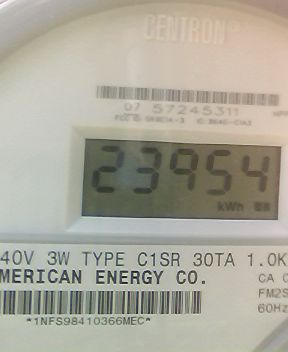 CENTRON®
07 57245311
23954
kWh
40V 3W TYPE C1SR 30TA 1.0K
MERICAN ENERGY CO. CA
FM2S
60Hz
*1NFS98410366MEC*